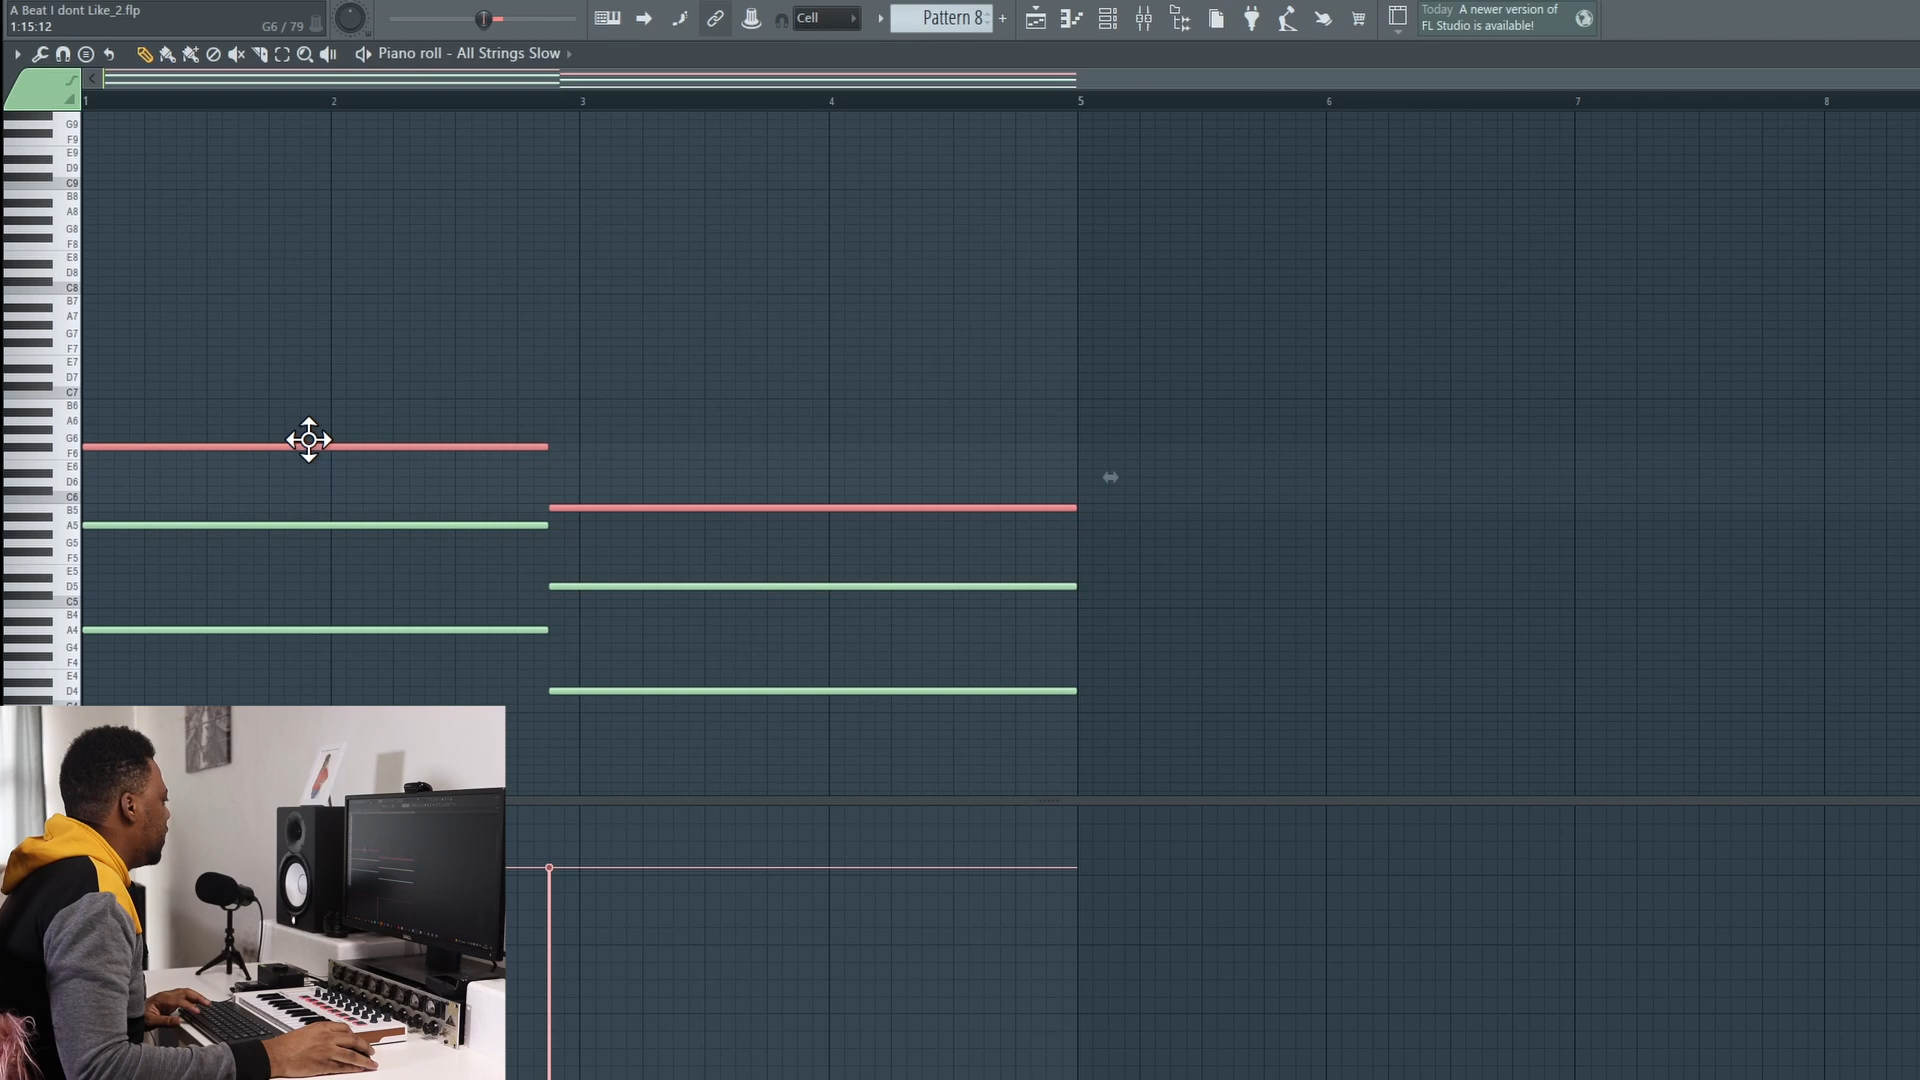 A Beat I dont Like_2.flp
1:15:12
G6 / 79
Cell
Pattern 8
+
Today A newer version of
FL Studio is available!
Piano roll - All Strings Slow
1 2 3 4 5 6 7 8
G9
F9
E9
D9
C9
B8
A8
G8
F8
E8
D8
C8
B7
A7
G7
F7
E7
D7
C7
B6
A6
G6
F6
E6
D6
C6
B5
A5
G5
F5
E5
D5
C5
B4
A4
G4
F4
E4
D4